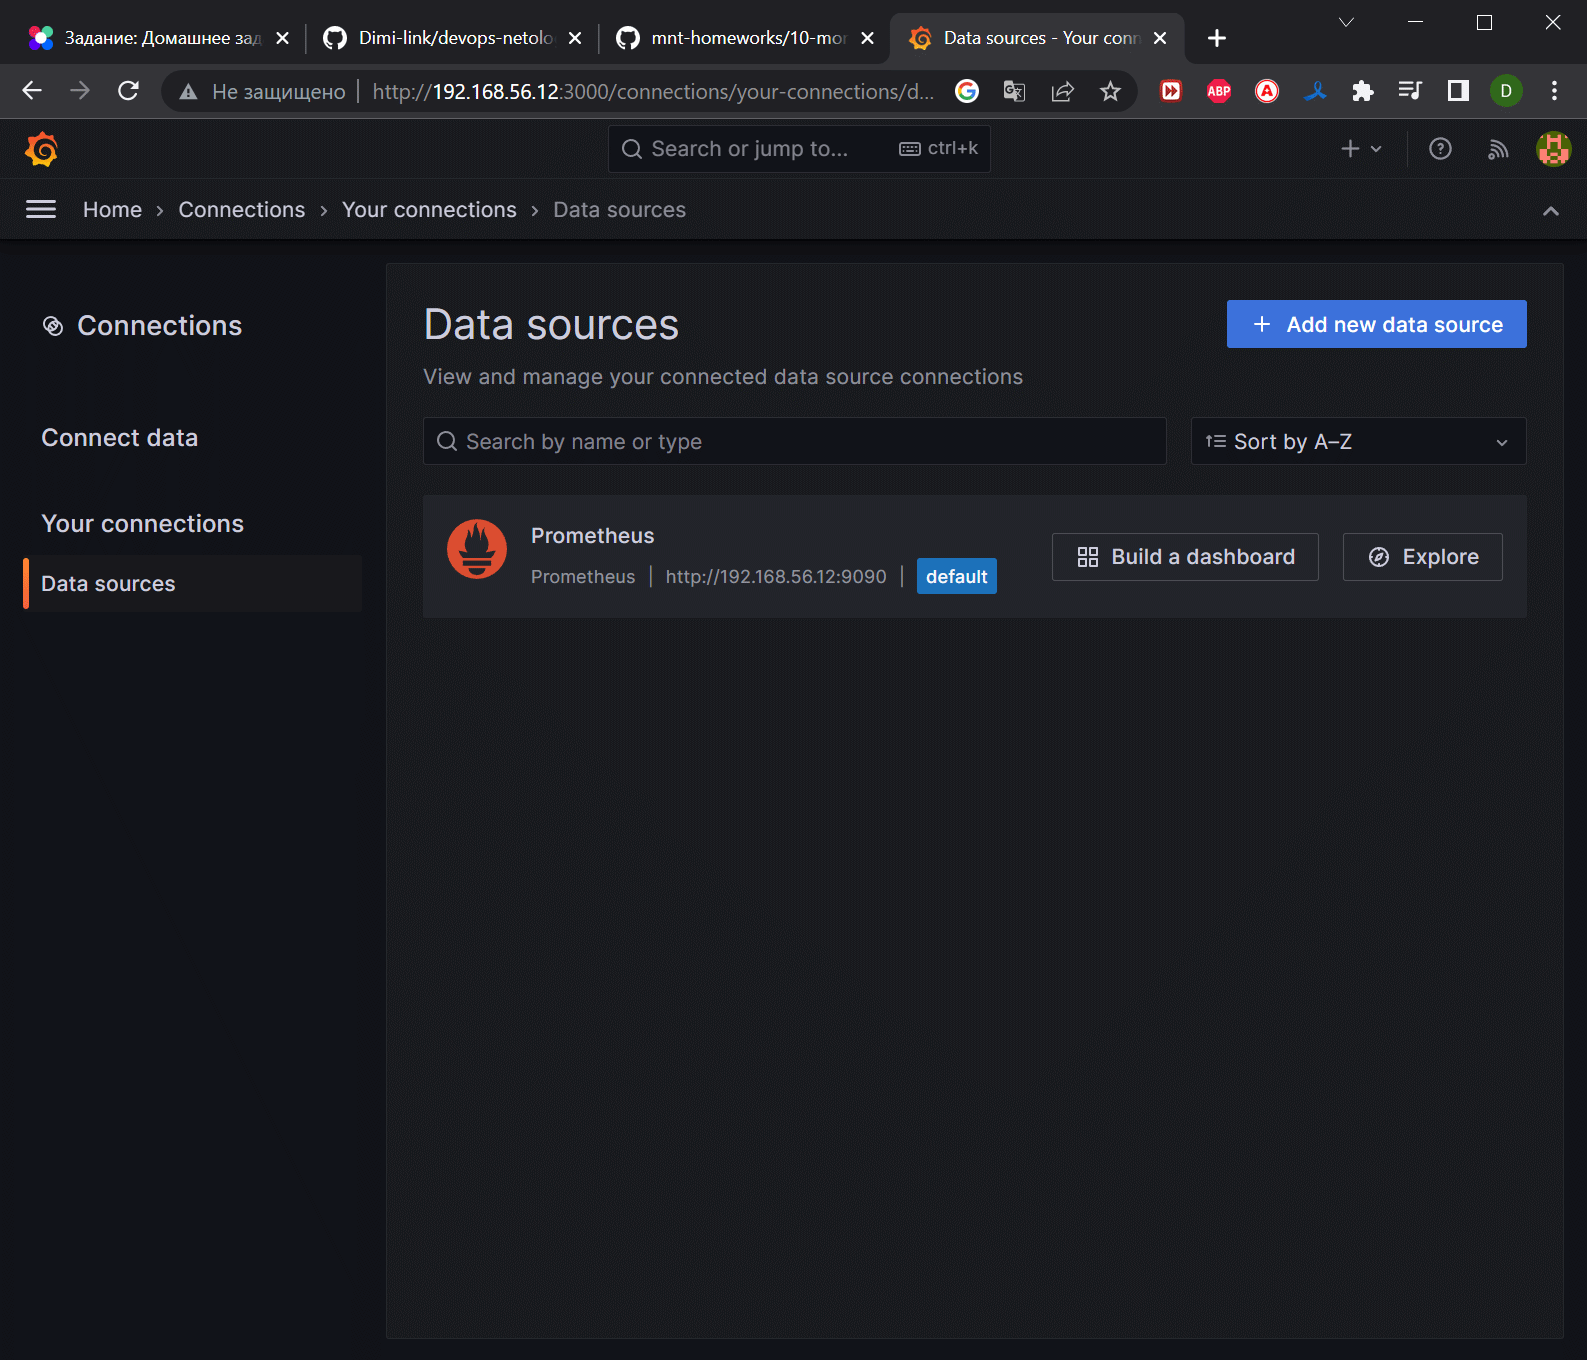 Задание: Домашнее зад
Dimi-link/devops-netolo
mnt-homeworks/10-mor
Data sources - Your conn
Не защищено
http://192.168.56.12:3000/connections/your-connections/d...
ABP
A
D
Search or jump to...
ctrl+k
Home
Connections
Your connections
Data sources
Connections
Connect data
Your connections
Data sources
Data sources
Add new data source
View and manage your connected data source connections
Search by name or type
Sort by A–Z
Prometheus
Prometheus | http://192.168.56.12:9090 | default
Build a dashboard
Explore